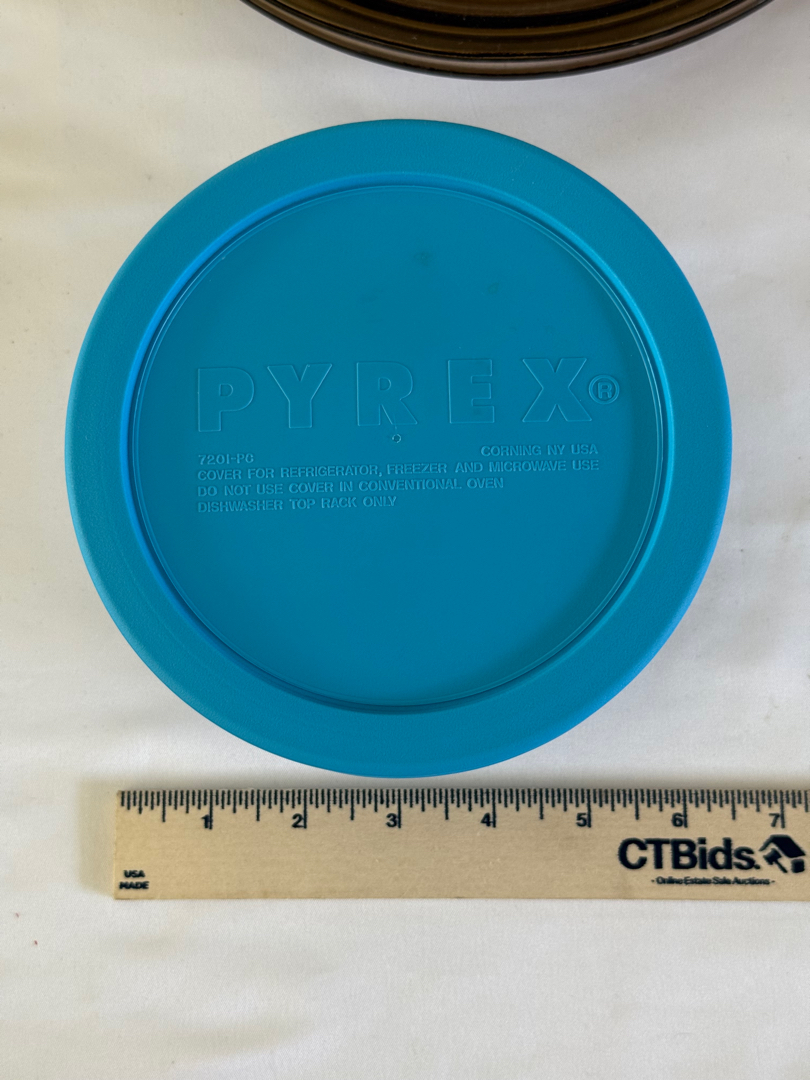 PYREX®
7201-PC CORNING NY USA
COVER FOR REFRIGERATOR, FREEZER AND MICROWAVE USE
DO NOT USE COVER IN CONVENTIONAL OVEN
DISHWASHER TOP RACK ONLY
1 2 3 4 5 6 7
CTBids.
- Online Estate Sale Auctions -
USA
MADE